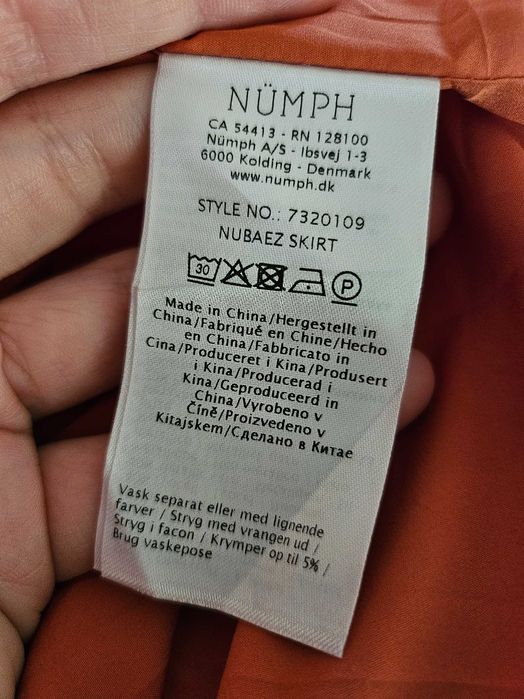 NÜMPH
CA 54413 - RN 128100
Nümph A/S - Ibsvej 1-3
6000 Kolding - Denmark
www.numph.dk
STYLE NO.: 7320109
NUBAEZ SKIRT
30
P
Made in China/Hergestellt in
China/Fabriqué en Chine/Hecho
en China/Fabbricato in
Cina/Produceret i Kina/Produsert
i Kina/Producerad i
Kina/Geproduceerd in
China/Vyrobeno v
Číně/Proizvedeno v
Kitajskem/Сделано в Китае
Vask separat eller med lignende
farver / Stryg med vrangen ud /
Stryg i facon / Krymper op til 5% /
Brug vaskepose